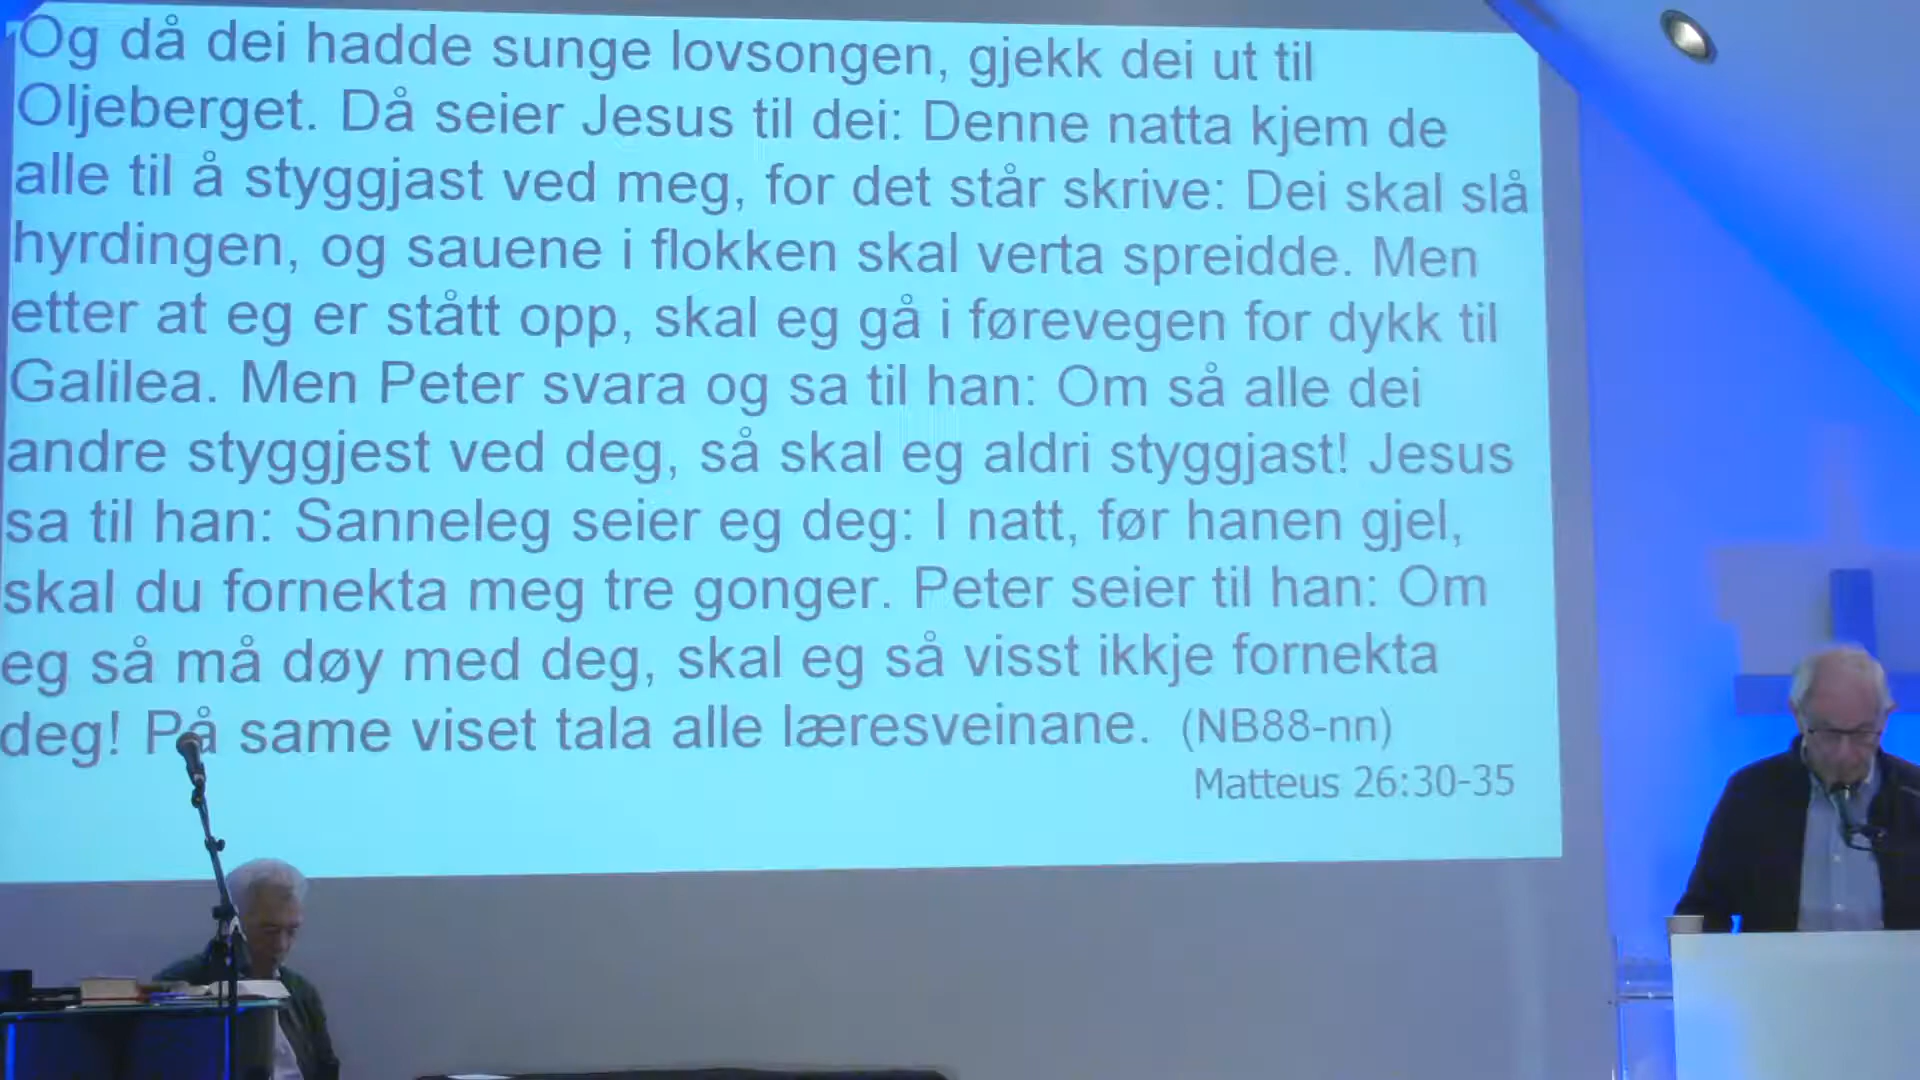 Og då dei hadde sunge lovsongen, gjekk dei ut til
Oljeberget. Då seier Jesus til dei: Denne natta kjem de
alle til å styggjast ved meg, for det står skrive: Dei skal slå
hyrdingen, og sauene i flokken skal verta spreidde. Men
etter at eg er stått opp, skal eg gå i førevegen for dykk til
Galilea. Men Peter svara og sa til han: Om så alle dei
andre styggjest ved deg, så skal eg aldri styggjast! Jesus
sa til han: Sanneleg seier eg deg: I natt, før hanen gjel,
skal du fornekta meg tre gonger. Peter seier til han: Om
eg så må døy med deg, skal eg så visst ikkje fornekta
deg! På same viset tala alle læresveinane. (NB88-nn)
Matteus 26:30-35